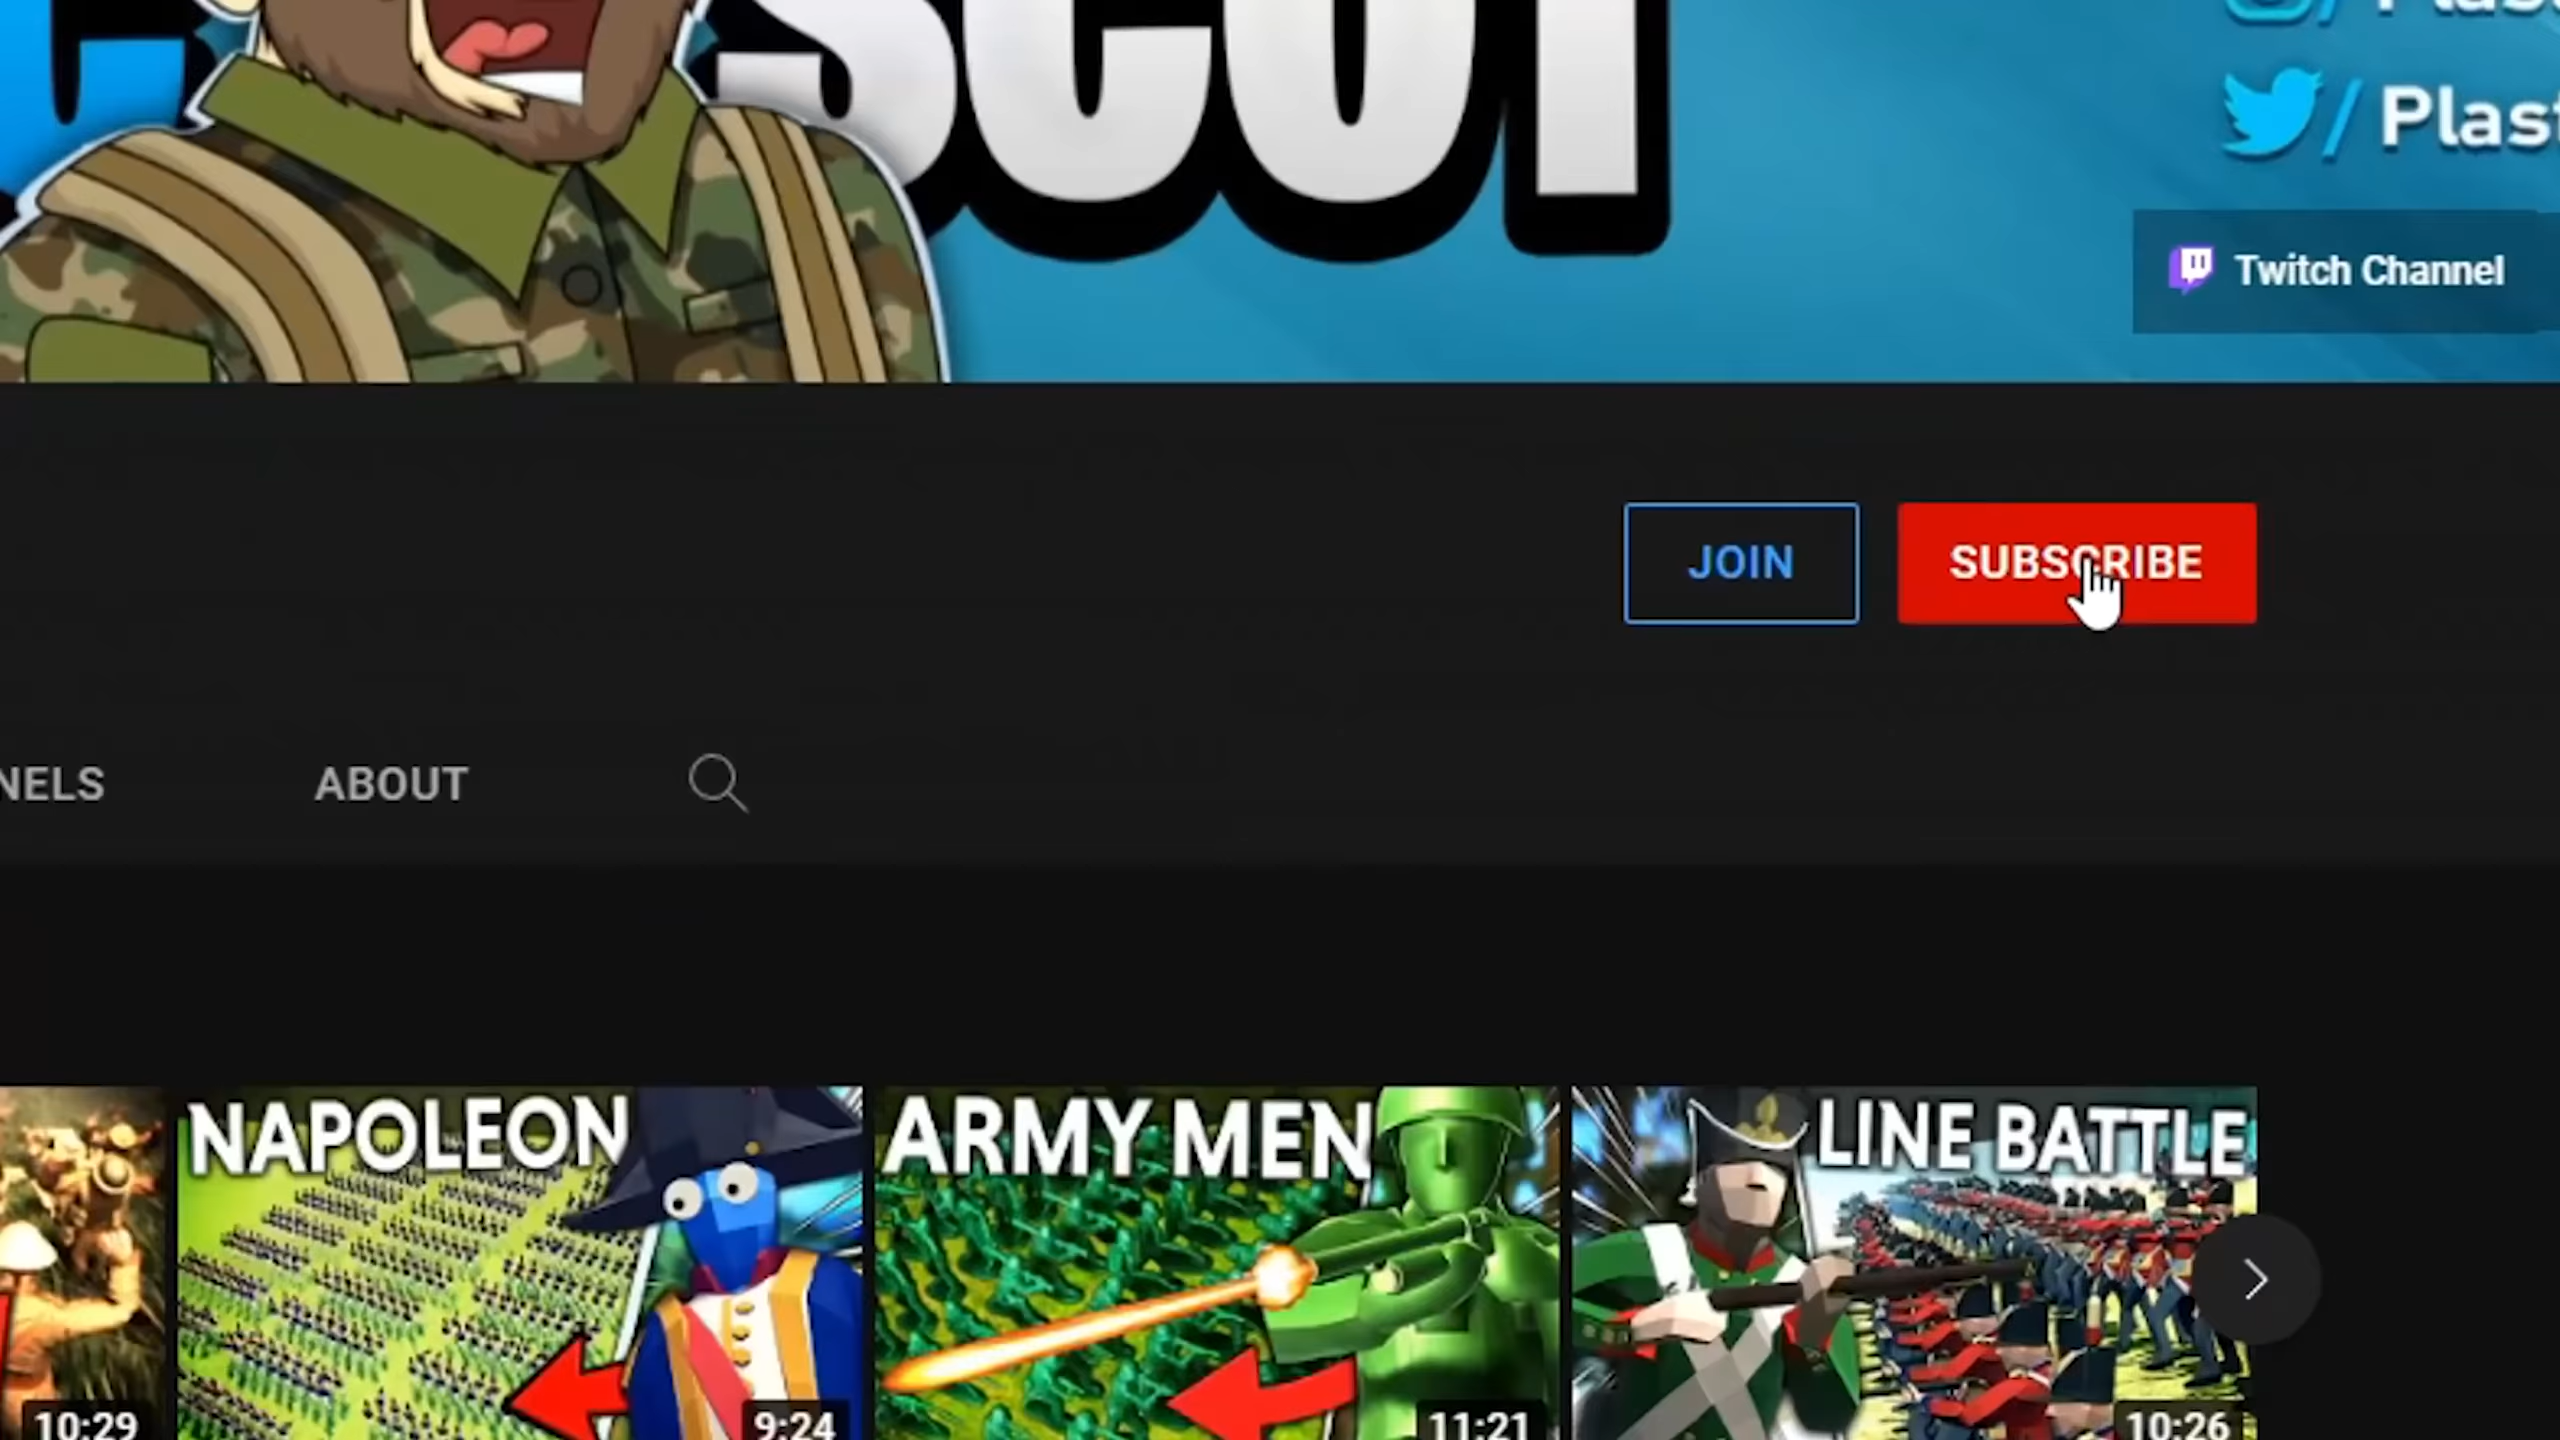 SCOT
/ Plast
Twitch Channel
JOIN
SUBSCRIBE
NELS
ABOUT
NAPOLEON
ARMY MEN
LINE BATTLE
10:29
9:24
11:21
10:26